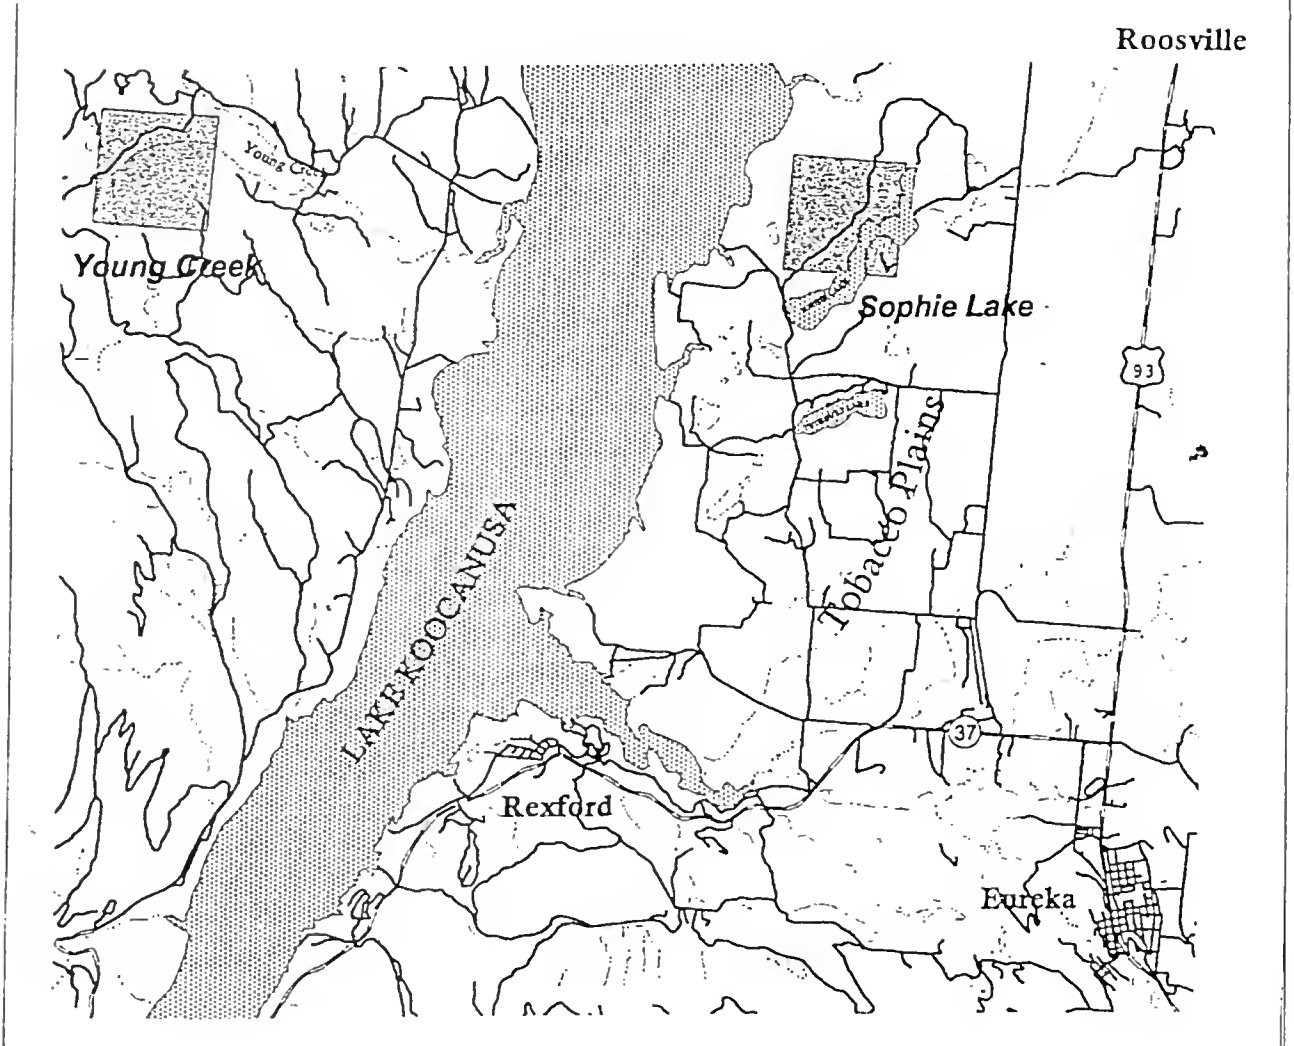 Roosville
Young Creek
Young Creek
Sophie Lake
93
Tobacco Plains
LAKE KOOCANUSA
37
Rexford
Eureka